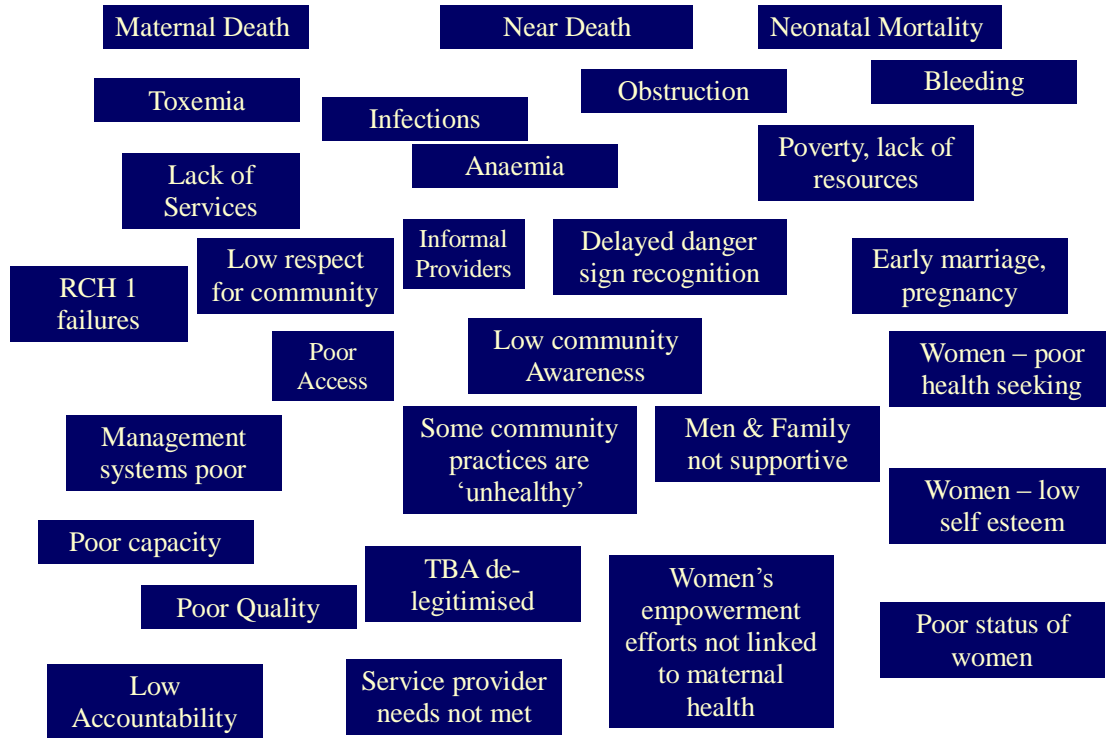 Maternal Death
Near Death
Neonatal Mortality
Toxemia
Infections
Obstruction
Bleeding
Anaemia
Poverty, lack of
resources
Lack of
Services
Low respect
for community
Informal
Providers
Delayed danger
sign recognition
Early marriage,
pregnancy
RCH 1
failures
Poor
Access
Low community
Awareness
Women – poor
health seeking
Management
systems poor
Some community
practices are
‘unhealthy’
Men & Family
not supportive
Women – low
self esteem
Poor capacity
TBA de-
legitimised
Women’s
empowerment
efforts not linked
to maternal
health
Poor Quality
Poor status of
women
Low
Accountability
Service provider
needs not met